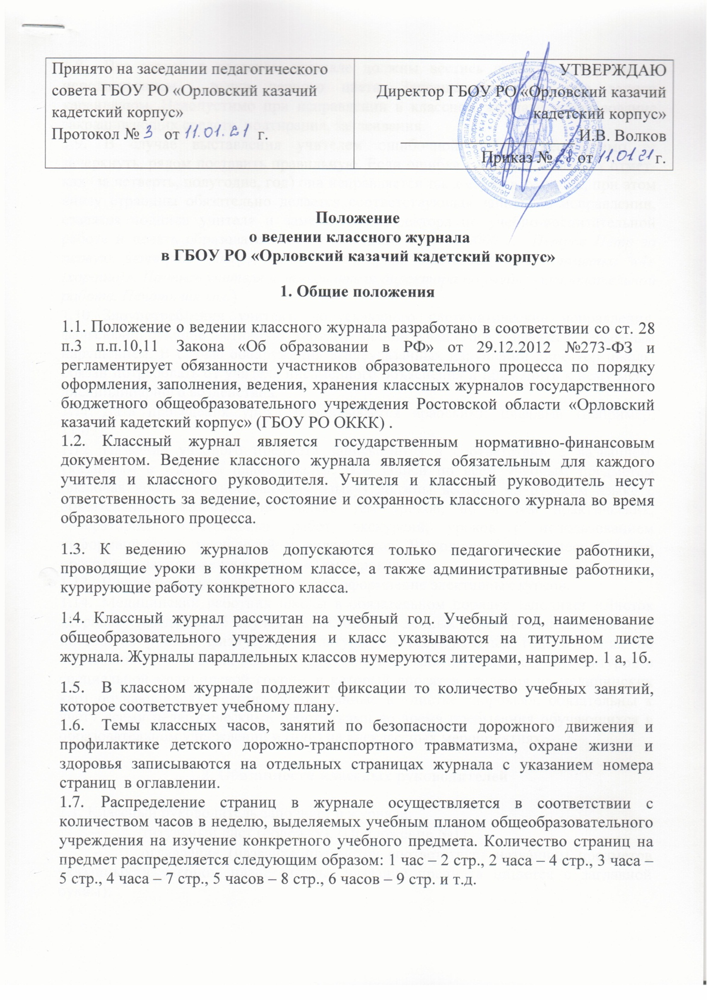 Принято на заседании педагогического
совета ГБОУ РО «Орловский казачий
кадетский корпус»
Протокол № 3 от 11.01.21 г.
УТВЕРЖДАЮ
Директор ГБОУ РО «Орловский казачий
кадетский корпус»
И.В. Волков
Приказ № 28 от 11.01 21 г.
Положение
о ведении классного журнала
в ГБОУ РО «Орловский казачий кадетский корпус»
1. Общие положения
1.1. Положение о ведении классного журнала разработано в соответствии со ст. 28
п.3 п.п.10,11 Закона «Об образовании в РФ» от 29.12.2012 №273-ФЗ и
регламентирует обязанности участников образовательного процесса по порядку
оформления, заполнения, ведения, хранения классных журналов государственного
бюджетного общеобразовательного учреждения Ростовской области «Орловский
казачий кадетский корпус» (ГБОУ РО ОККК) .
1.2. Классный журнал является государственным нормативно-финансовым
документом. Ведение классного журнала является обязательным для каждого
учителя и классного руководителя. Учителя и классный руководитель несут
ответственность за ведение, состояние и сохранность классного журнала во время
образовательного процесса.
1.3. К ведению журналов допускаются только педагогические работники,
проводящие уроки в конкретном классе, а также административные работники,
курирующие работу конкретного класса.
1.4. Классный журнал рассчитан на учебный год. Учебный год, наименование
общеобразовательного учреждения и класс указываются на титульном листе
журнала. Журналы параллельных классов нумеруются литерами, например. 1 а, 1б.
1.5. В классном журнале подлежит фиксации то количество учебных занятий,
которое соответствует учебному плану.
1.6. Темы классных часов, занятий по безопасности дорожного движения и
профилактике детского дорожно-транспортного травматизма, охране жизни и
здоровья записываются на отдельных страницах журнала с указанием номера
страниц в оглавлении.
1.7. Распределение страниц в журнале осуществляется в соответствии с
количеством часов в неделю, выделяемых учебным планом общеобразовательного
учреждения на изучение конкретного учебного предмета. Количество страниц на
предмет распределяется следующим образом: 1 час – 2 стр., 2 часа – 4 стр., 3 часа –
5 стр., 4 часа – 7 стр., 5 часов – 8 стр., 6 часов – 9 стр. и т.д.